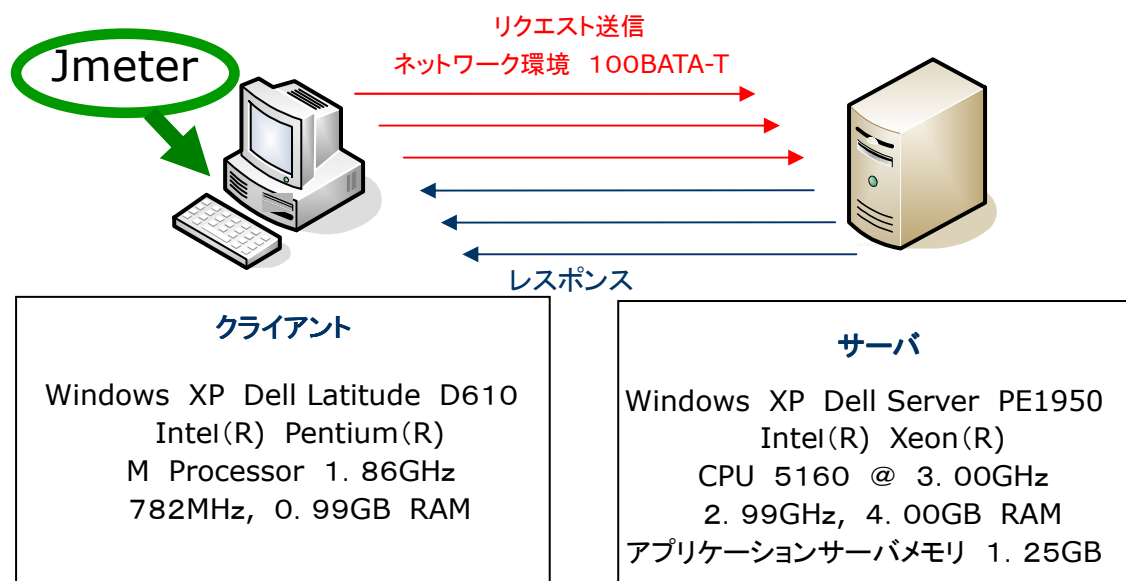 Jmeter
リクエスト送信
ネットワーク環境 100BATA-T
レスポンス
クライアント
Windows XP Dell Latitude D610
Intel(R) Pentium(R)
M Processor 1.86GHz
782MHz, 0.99GB RAM
サーバ
Windows XP Dell Server PE1950
Intel(R) Xeon(R)
CPU 5160 @ 3.00GHz
2.99GHz, 4.00GB RAM
アプリケーションサーバメモリ 1.25GB